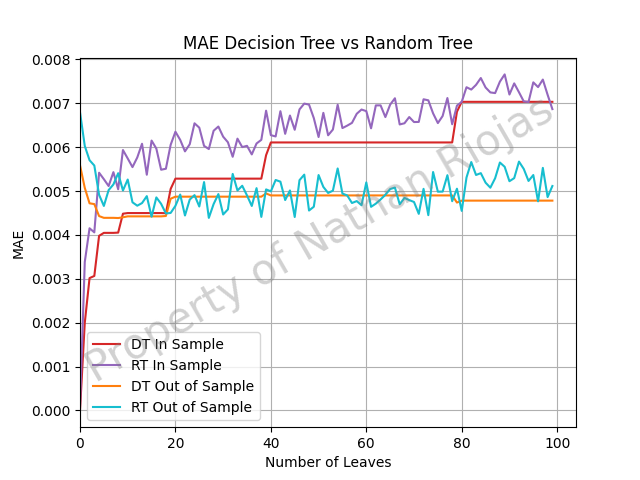 MAE Decision Tree vs Random Tree
0.008
0.007
0.006
0.005
0.004
0.003
0.002
0.001
0.000
MAE
Property of Nathan Riojas
DT In Sample
RT In Sample
DT Out of Sample
RT Out of Sample
0 20 40 60 80 100
Number of Leaves